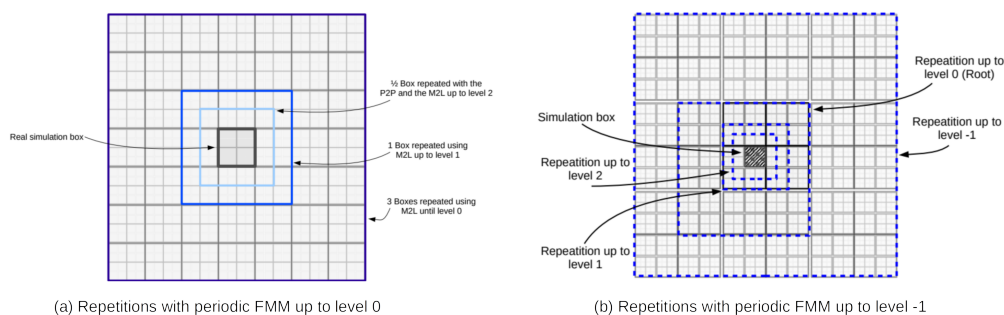 ½ Box repeated with the
P2P and the M2L up to level 2
Real simulation box
1 Box repeated using
M2L up to level 1
3 Boxes repeated using
M2L until level 0
(a) Repetitions with periodic FMM up to level 0
Repeatition up to
level 0 (Root)
Simulation box
Repeatition up to
level -1
Repeatition up to
level 2
Repeatition up to
level 1
(b) Repetitions with periodic FMM up to level -1